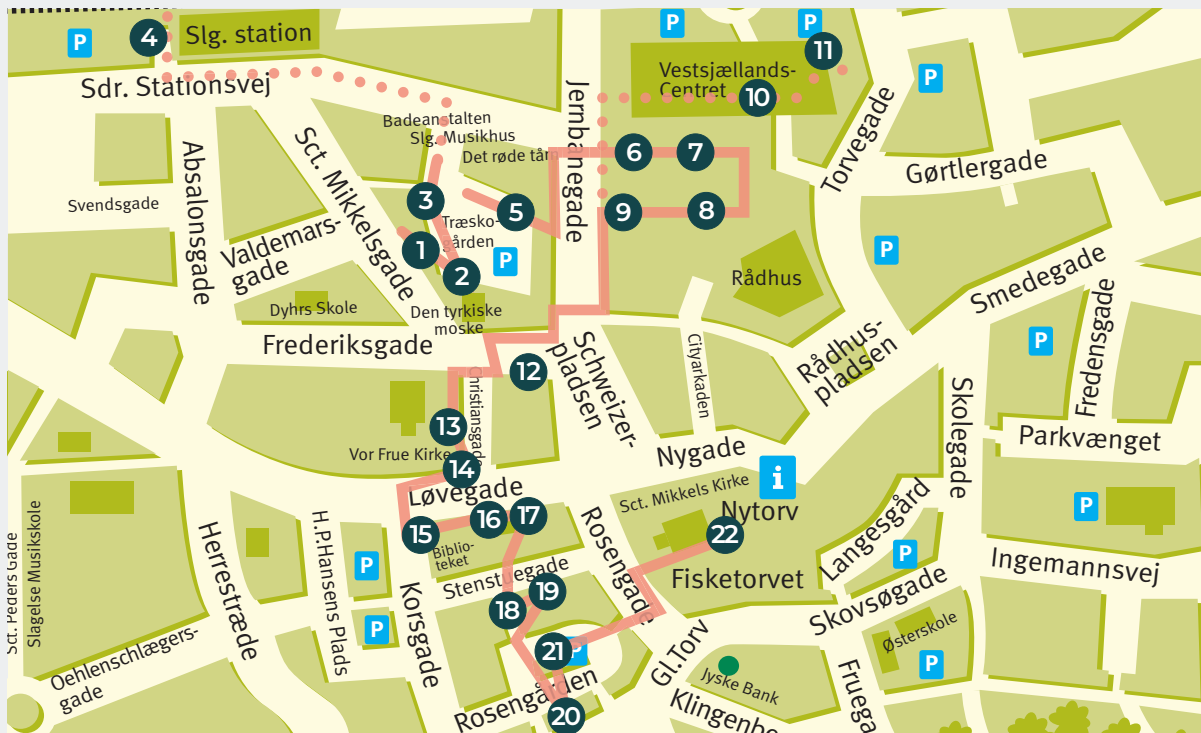 P
P
P
4
Slg. station
11
Vestsjællands-
Centret
10
P
Sdr. Stationsvej
Jernbanegade
Badeanstalten
Slg. Musikhus
Det røde tårn
6
7
Torvegade
Gørtlergade
Absalonsgade
Sct. Mikkelsgade
Svendsgade
3
5
9
8
Træsko-
gården
1
2
P
P
Valdemars-
gade
Rådhus
Smedegade
Dyhrs Skole
Den tyrkiske
moske
Frederiksgade
Schweizer-
pladsen
Cityarkaden
Rådhus-
pladsen
P
Fredensgade
12
Christiansgade
Skolegade
13
Vor Frue Kirke
14
Nygade
Parkvænget
Løvegade
i
Sct. Mikkels Kirke
Nytorv
22
P
15
16
17
Biblio-
teket
Rosengade
Langesgård
P
Ingemannsvej
Sct. Peders Gade
Slagelse Musikskole
Herrestræde
H.P.Hansens Plads
P
P
Korsgade
Stenstuegade
18
19
Fisketorvet
Skovsøgade
Østerskole
P
Oehlenschlægers-
gade
21
P
Gl.Torv
Jyske Bank
Rosengården
20
Klingenbe
Fruega